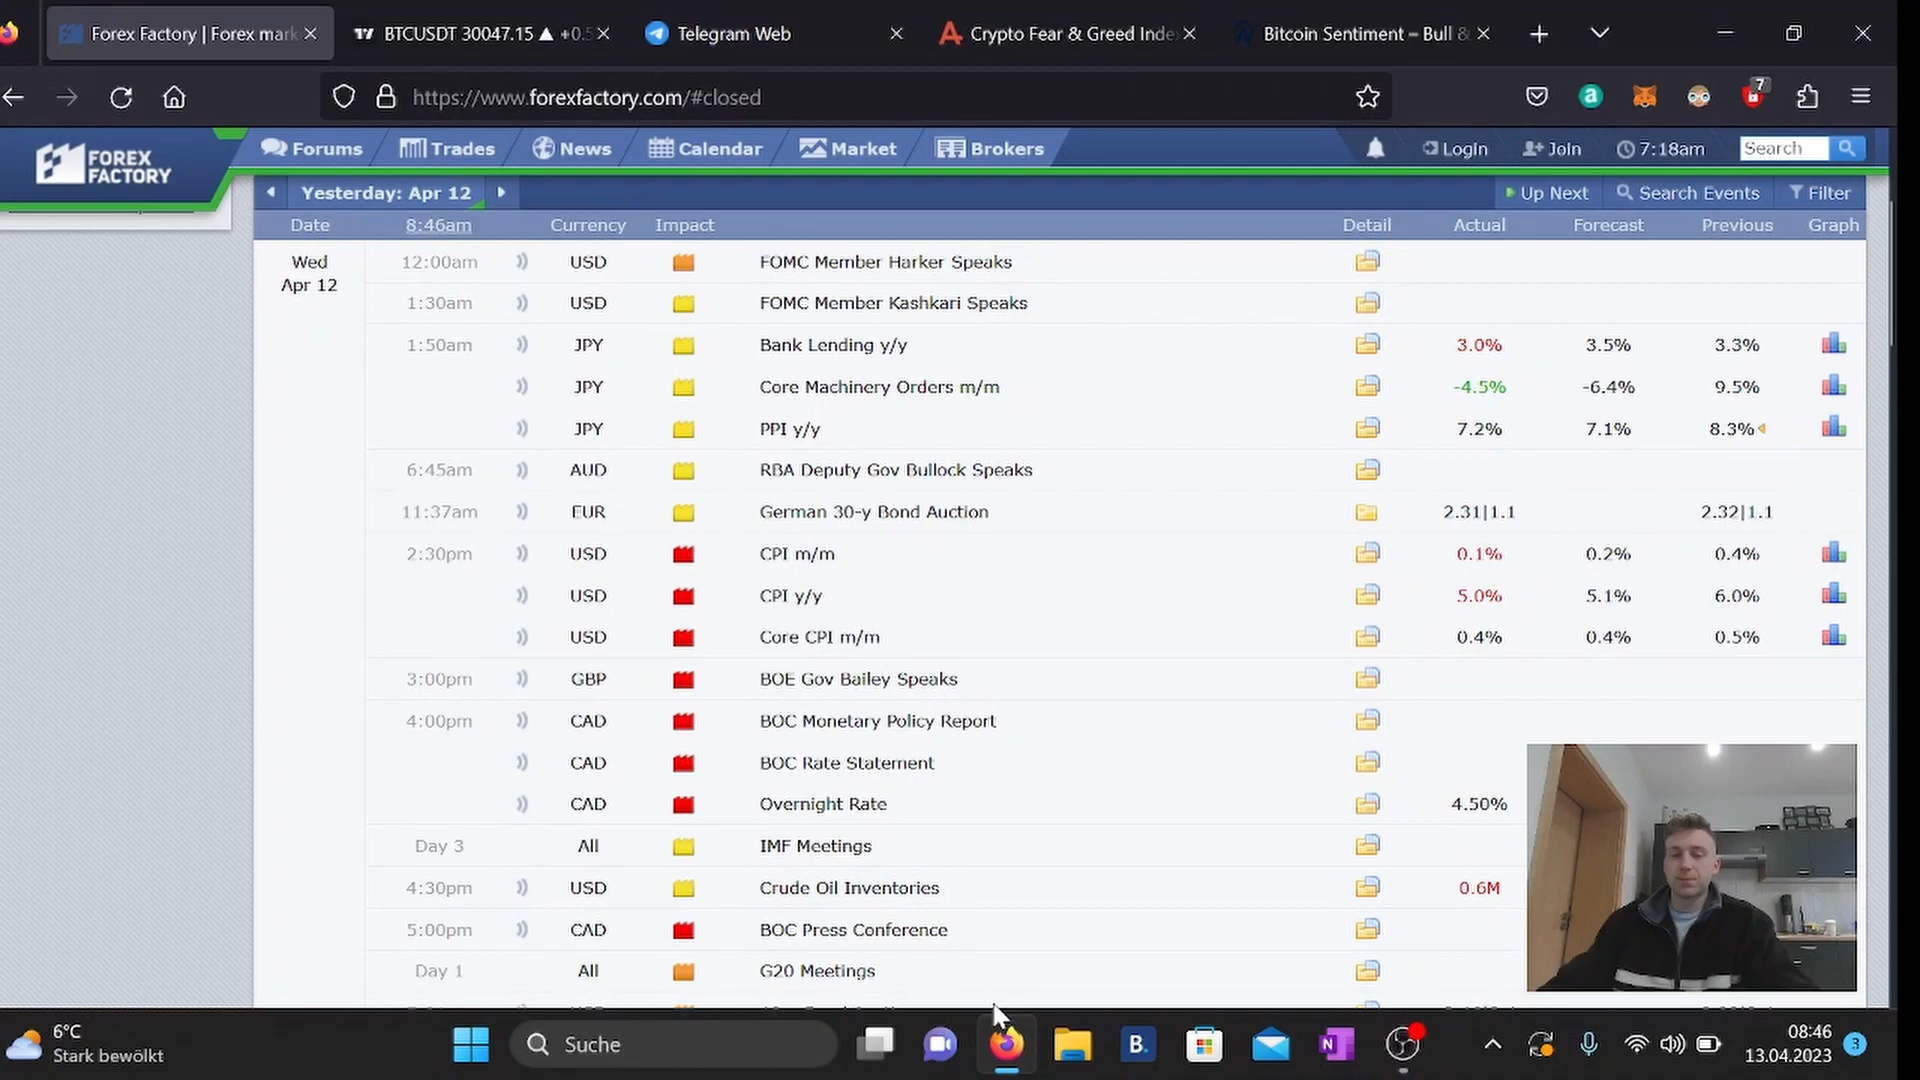 Forex Factory | Forex mark
BTCUSDT 30047.15 ▲ +0.5
Telegram Web
Crypto Fear & Greed Inde
Bitcoin Sentiment – Bull &
https://www.forexfactory.com/#closed
7
FOREX
FACTORY
Forums
Trades
News
Calendar
Market
Brokers
Login
Join
7:18am
Search
Yesterday: Apr 12
Up Next
Search Events
Filter
Date 8:46am Currency Impact Detail Actual Forecast Previous Graph
Wed
Apr 12
12:00am USD FOMC Member Harker Speaks
1:30am USD FOMC Member Kashkari Speaks
1:50am JPY Bank Lending y/y 3.0% 3.5% 3.3%
JPY Core Machinery Orders m/m -4.5% -6.4% 9.5%
JPY PPI y/y 7.2% 7.1% 8.3%
6:45am AUD RBA Deputy Gov Bullock Speaks
11:37am EUR German 30-y Bond Auction 2.31|1.1 2.32|1.1
2:30pm USD CPI m/m 0.1% 0.2% 0.4%
USD CPI y/y 5.0% 5.1% 6.0%
USD Core CPI m/m 0.4% 0.4% 0.5%
3:00pm GBP BOE Gov Bailey Speaks
4:00pm CAD BOC Monetary Policy Report
CAD BOC Rate Statement
CAD Overnight Rate 4.50%
Day 3 All IMF Meetings
4:30pm USD Crude Oil Inventories 0.6M
5:00pm CAD BOC Press Conference
Day 1 All G20 Meetings
6°C
Stark bewölkt
Suche
B.
N
08:46
13.04.2023
3